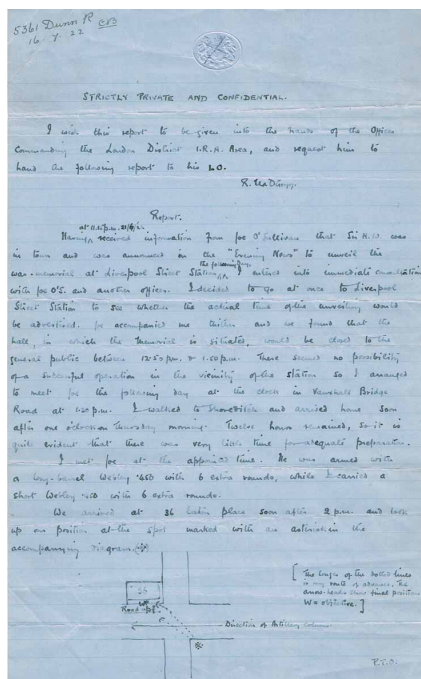 5361 Dunn R CB
16. 7. 22
STRICTLY PRIVATE AND CONFIDENTIAL.
I wish this report to be given into the hands of the Officer
Commanding the London District I.R.A. Area, and request him to
hand the following report to his I.O.
R. Ua Duinn
Report.
at 11.15 p.m. 21/6/22
Having received information from Joe O'Sullivan that Sir H.W. was
in town and was announced in the "Evening News" to unveil the
the following day
war-memorial at Liverpool Street Station, I entered into immediate consultation
with Joe O'S. and another officer. I decided to go at once to Liverpool
Street Station to see whether the actual time of the unveiling would
be advertised. Joe accompanied me thither and we found that the
hall, in which the Memorial is situated, would be closed to the
general public between 12.50 p.m. & 1.50 p.m. There seemed no possibility
of a successful operation in the vicinity of the station so I arranged
to meet Joe the following day at the clock in Vauxhall Bridge
Road at 1.30 p.m. I walked to Shoreditch and arrived home soon
after one o'clock on Thursday morning. Twelve hours remained, so it is
quite evident that there was very little time for adequate preparation.
I met Joe at the appointed time. He was armed with
a long-barrel Webley .450 with 6 extra rounds, while I carried a
short Webley .450 with 6 extra rounds.
We arrived at 36 Eaton Place soon after 2 p.m. and took
up our position at the spot marked with an asterisk in the
accompanying diagram.
36
Road up
Direction of Artillery Column
[The length of the dotted lines
is my route of advance. The
arrow-heads show final position
W = objective.]
P.T.O.